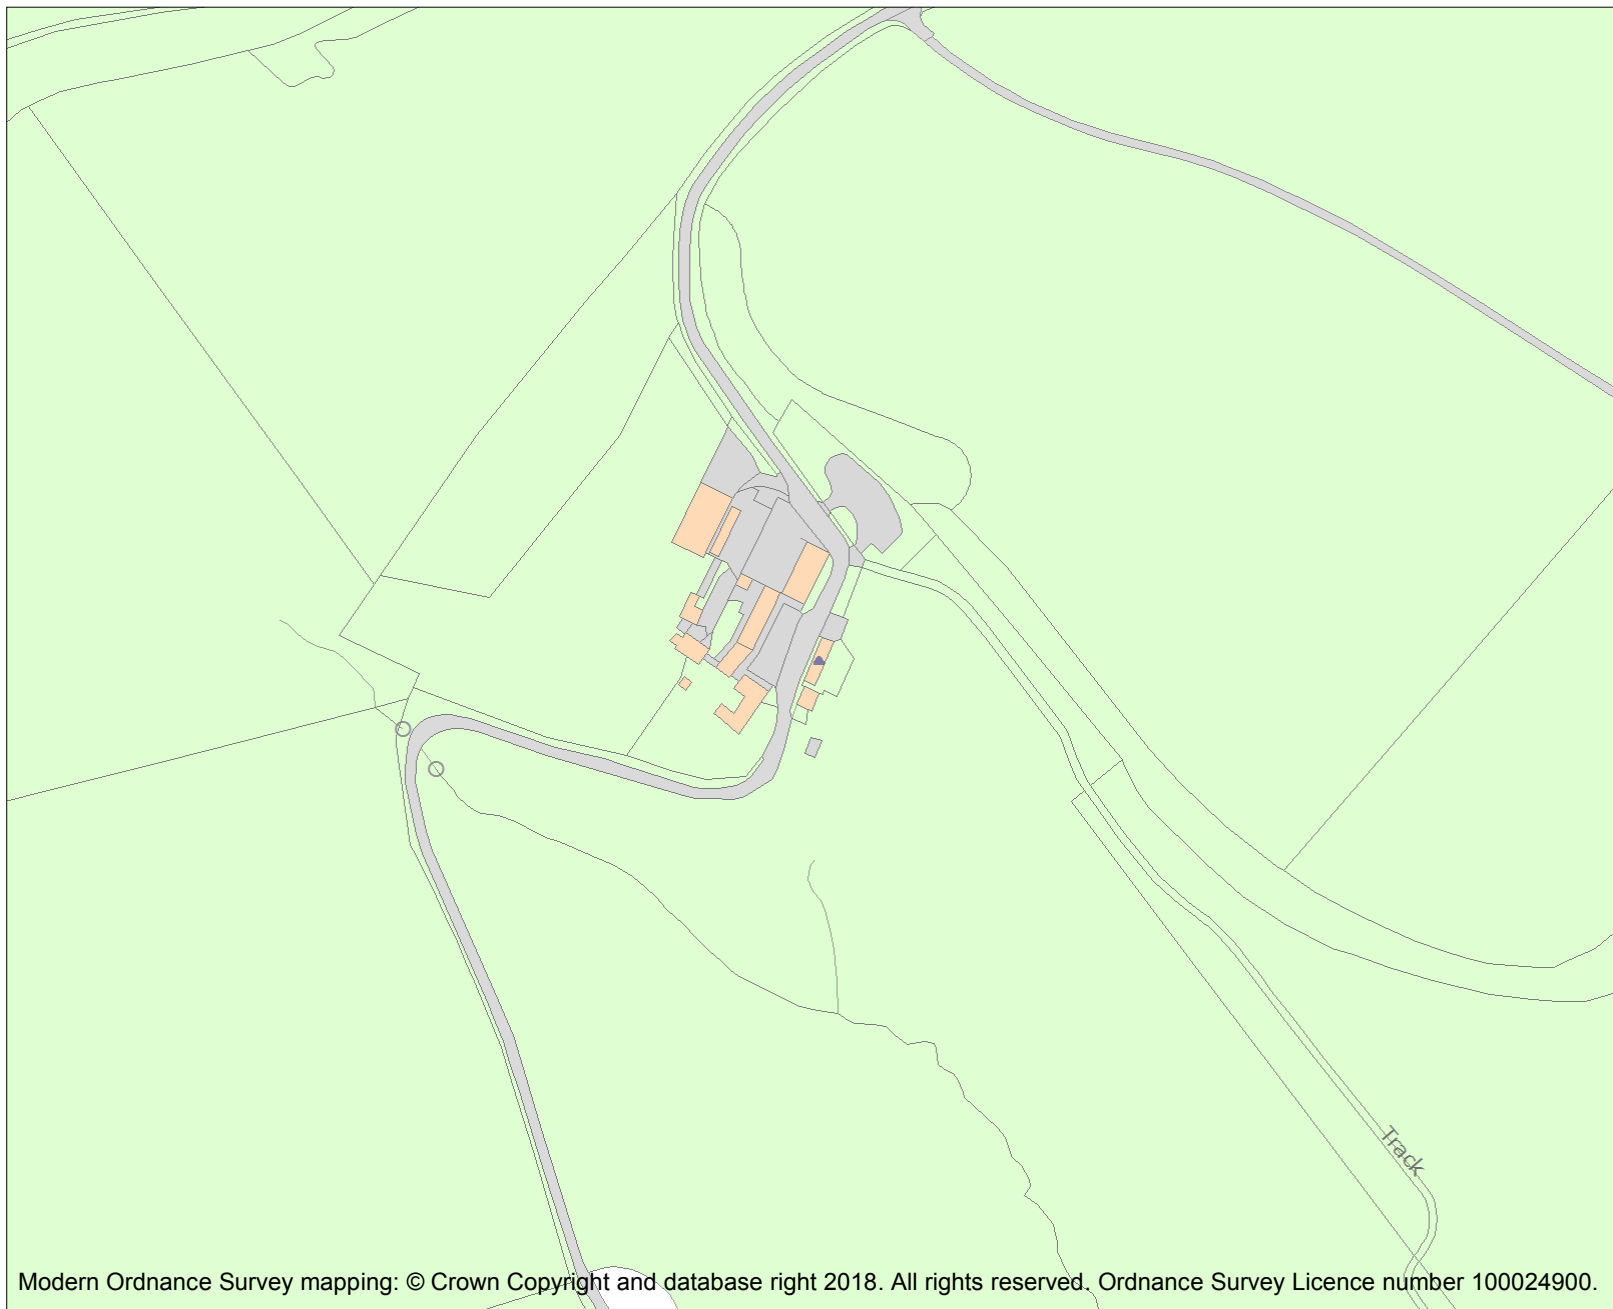 Track
Modern Ordnance Survey mapping: © Crown Copyright and database right 2018. All rights reserved. Ordnance Survey Licence number 100024900.